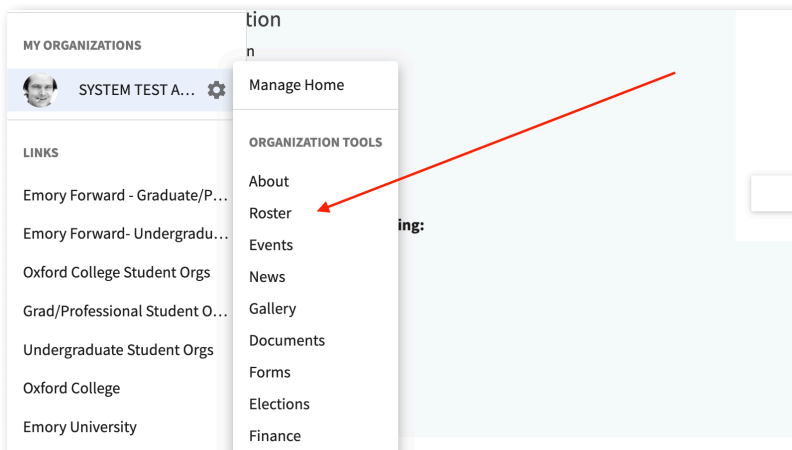 tion
n
MY ORGANIZATIONS
SYSTEM TEST A...
LINKS
Emory Forward - Graduate/P...
Emory Forward- Undergradu...
Oxford College Student Orgs
Grad/Professional Student O...
Undergraduate Student Orgs
Oxford College
Emory University
Manage Home
ORGANIZATION TOOLS
About
Roster
Events
News
Gallery
Documents
Forms
Elections
Finance
ing: